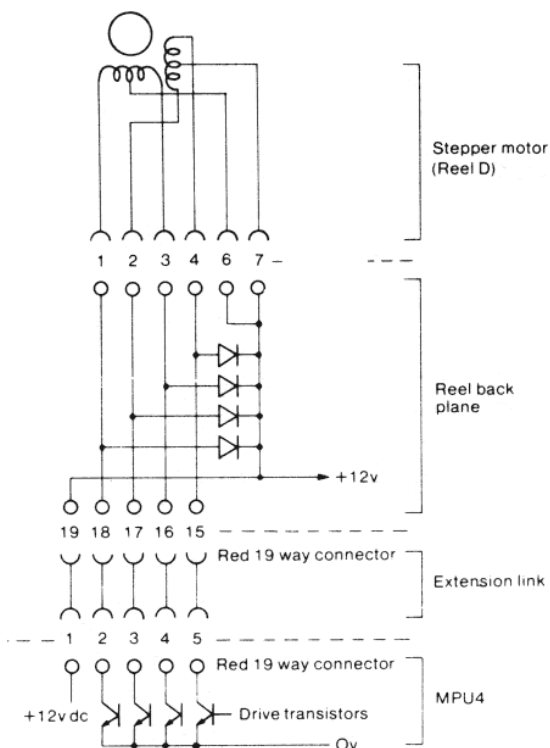 Stepper motor
(Reel D)
1 2 3 4 6 7
Reel back
plane
+12v
19 18 17 16 15
Red 19 way connector
Extension link
1 2 3 4 5
Red 19 way connector
MPU4
+12v dc
Drive transistors
Ov